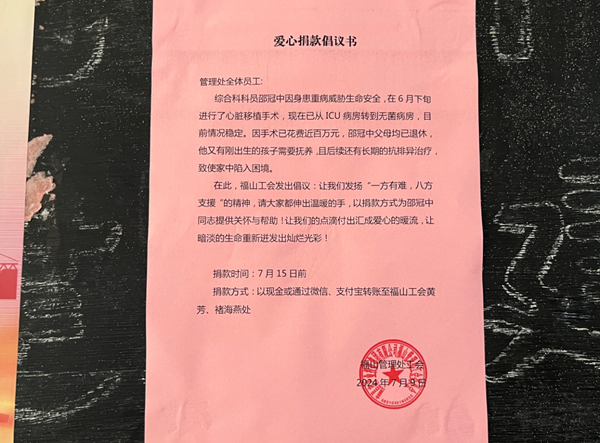 爱心捐款倡议书
管理处全体员工：
综合科科员邵冠中因身患重病威胁生命安全，在6月下旬
进行了心脏移植手术，现在已从ICU病房转到无菌病房，目
前情况稳定。因手术已花费近百万元，邵冠中父母均已退休，
他又有刚出生的孩子需要抚养，且后续还有长期的抗排异治疗，
致使家中陷入困境。
在此，福山工会发出倡议：让我们发扬“一方有难，八方
支援“的精神，请大家都伸出温暖的手，以捐款方式为邵冠中
同志提供关怀与帮助！让我们的点滴付出汇成爱心的暖流，让
暗淡的生命重新迸发出灿烂光彩！
捐款时间：7月15日前
捐款方式：以现金或通过微信、支付宝转账至福山工会黄
芳、褚海燕处
福山管理处工会
2024年7月9日